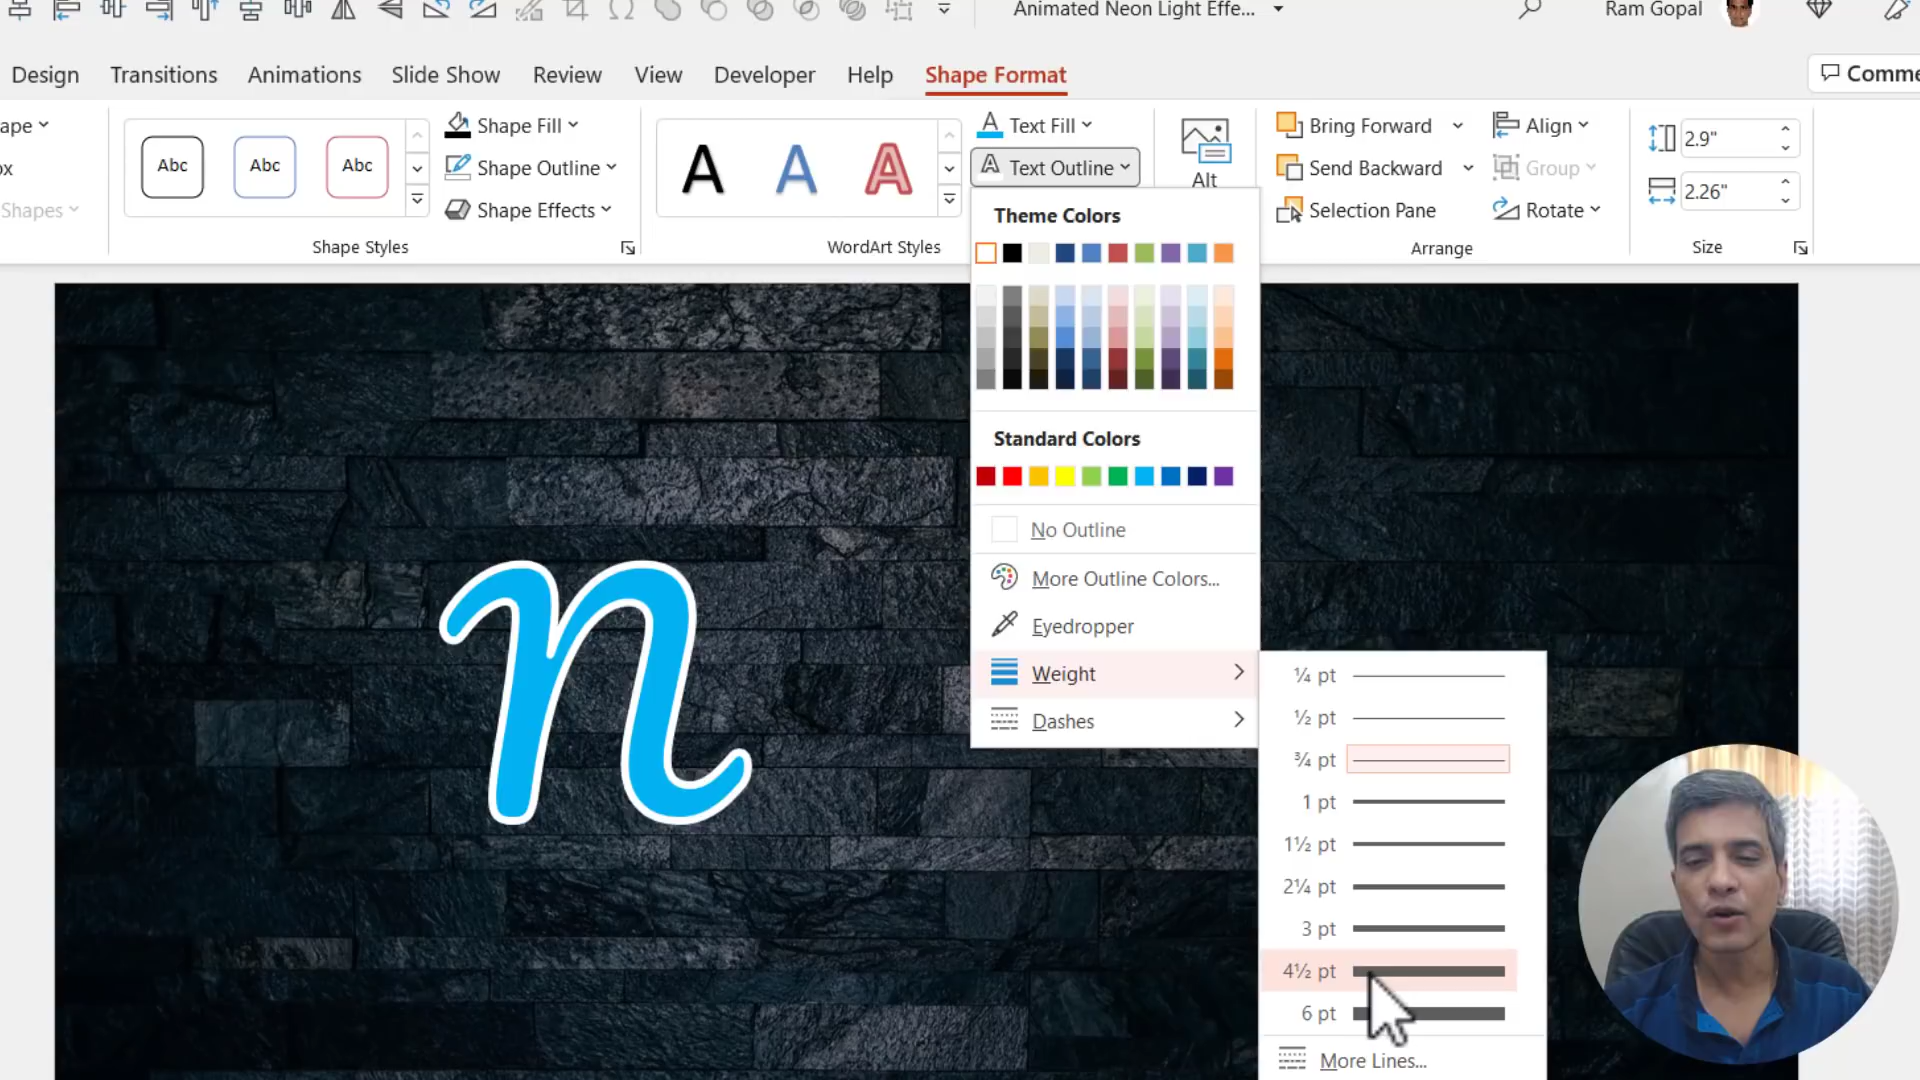 Animated Neon Light Effe...
Ram Gopal
Design Transitions Animations Slide Show Review View Developer Help Shape Format
Comme
ape
ox
Shapes
Abc Abc Abc
Shape Fill
Shape Outline
Shape Effects
Shape Styles
A A A
WordArt Styles
Text Fill
Text Outline
Alt
Bring Forward
Send Backward
Selection Pane
Align
Group
Rotate
Arrange
2.9"
2.26"
Size
Theme Colors
Standard Colors
No Outline
More Outline Colors...
Eyedropper
Weight
Dashes
¼ pt
½ pt
¾ pt
1 pt
1½ pt
2¼ pt
3 pt
4½ pt
6 pt
More Lines...
n